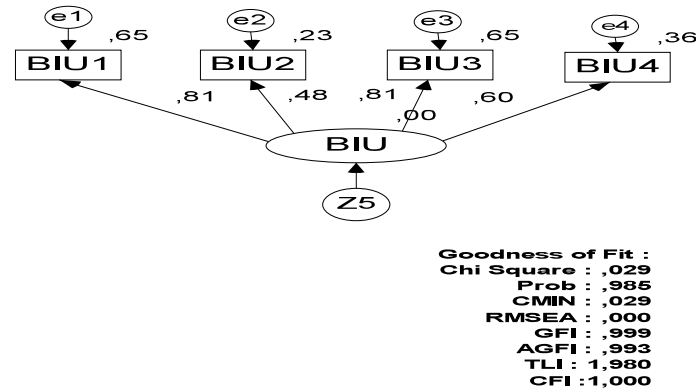 e1 e2 e3 e4
,65 ,23 ,65 ,36
BIU1 BIU2 BIU3 BIU4
,81 ,48 ,81 ,60
,00
BIU
Z5
Goodness of Fit :
Chi Square : ,029
Prob : ,985
CMIN : ,029
RMSEA : ,000
GFI : ,999
AGFI : ,993
TLI : 1,980
CFI :1,000